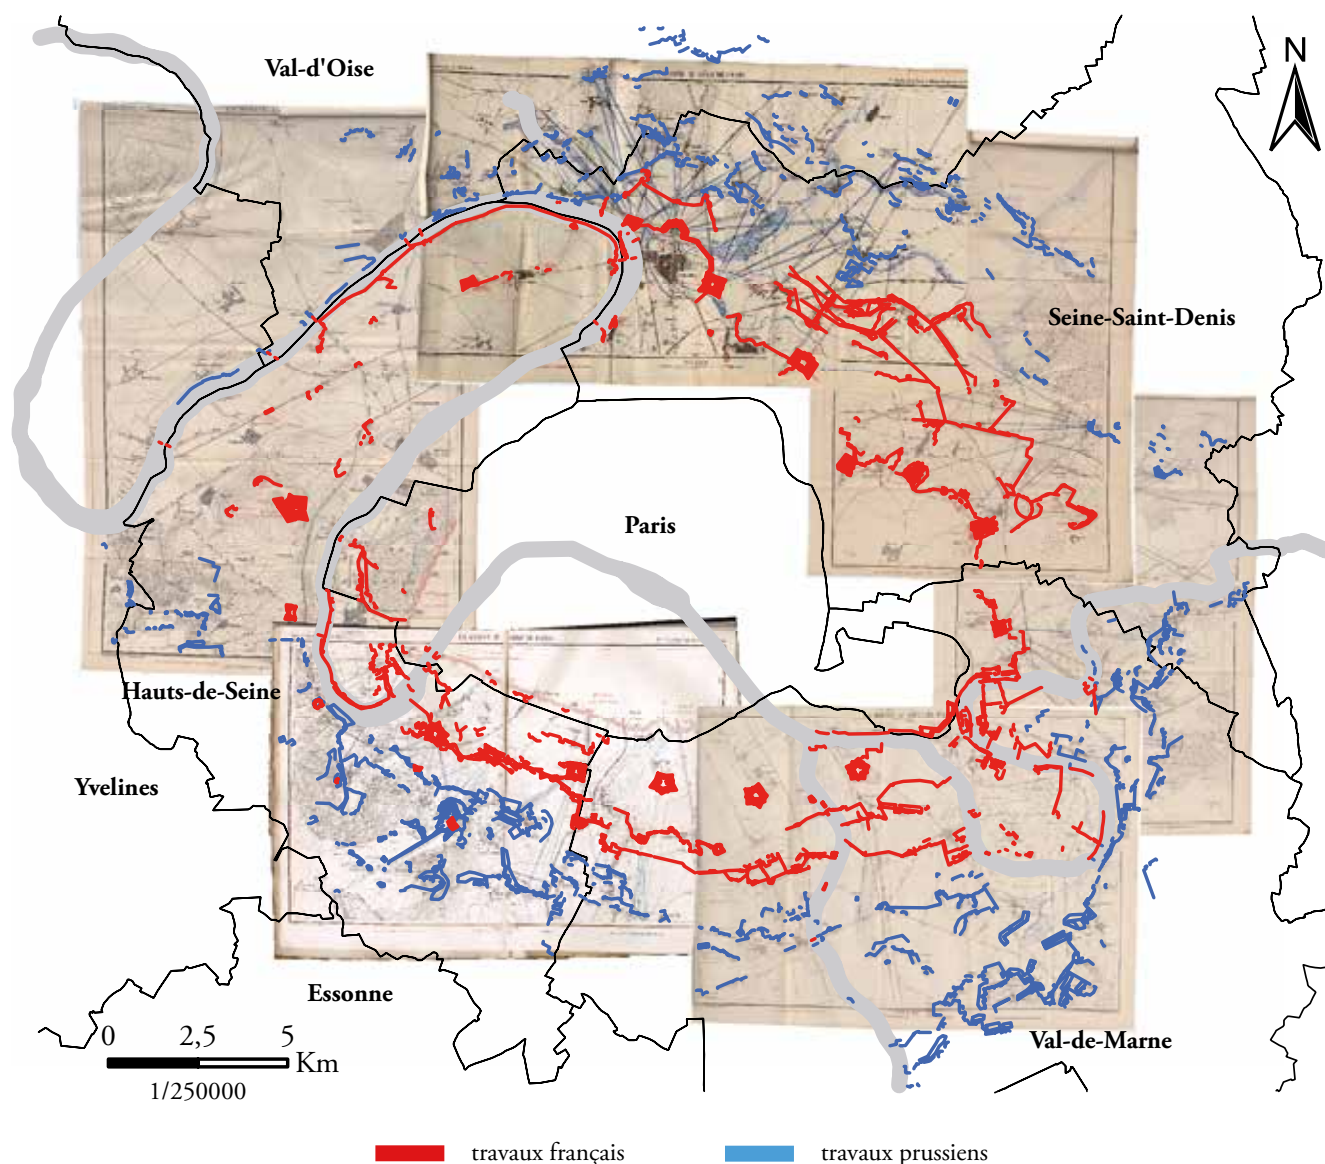 N
Val-d'Oise
Seine-Saint-Denis
Paris
Hauts-de-Seine
Yvelines
Essonne
Val-de-Marne
0 2,5 5
Km
1/250000
travaux français travaux prussiens